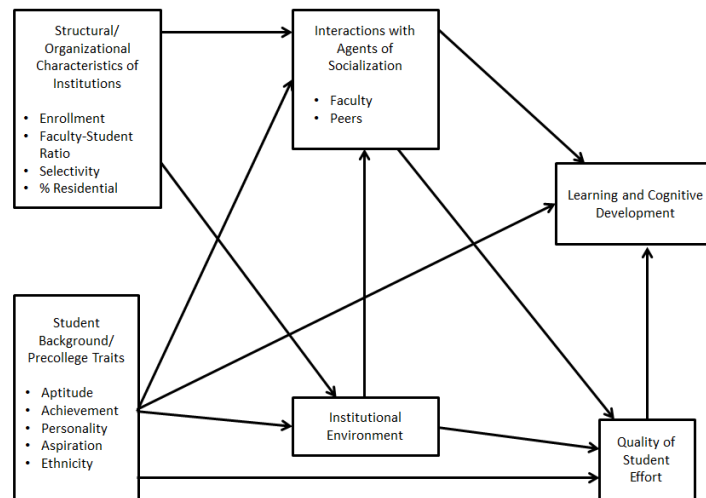 Structural/
Organizational
Characteristics of
Institutions
• Enrollment
• Faculty-Student
Ratio
• Selectivity
• % Residential
Interactions with
Agents of
Socialization
• Faculty
• Peers
Learning and Cognitive
Development
Student
Background/
Precollege Traits
• Aptitude
• Achievement
• Personality
• Aspiration
• Ethnicity
Institutional
Environment
Quality of
Student
Effort